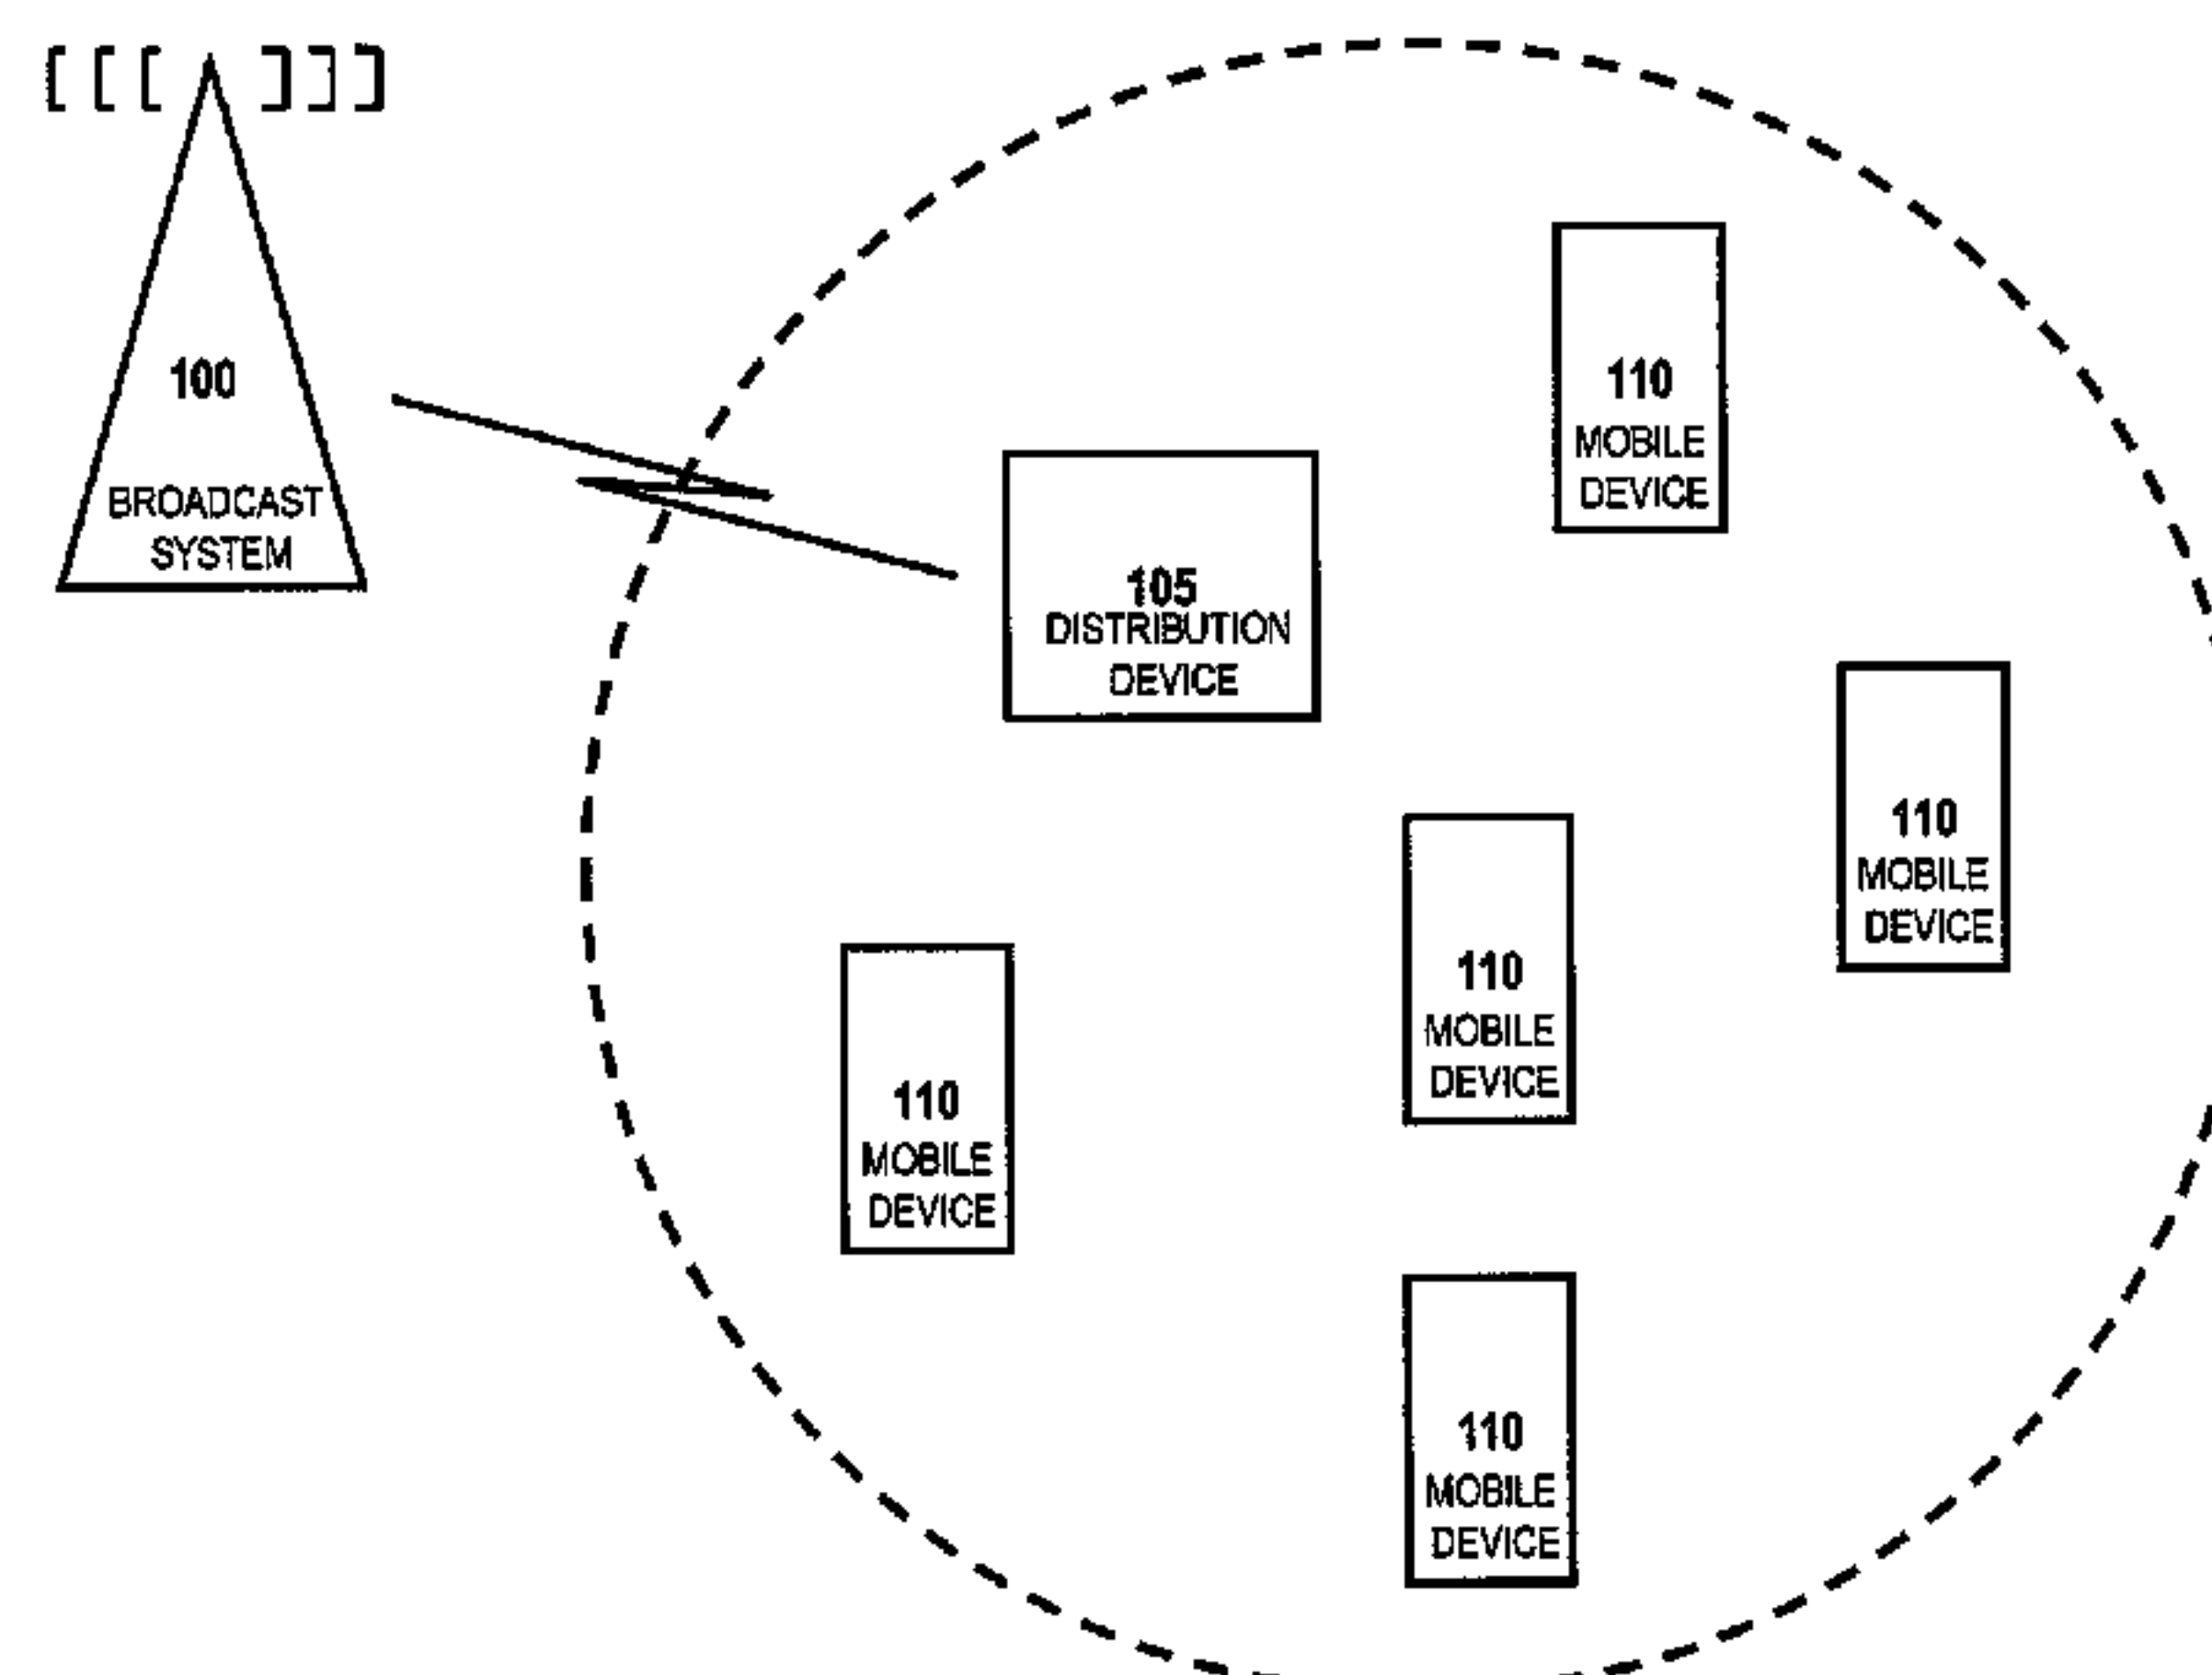 [ [ [ ] ] ]
100
BROADCAST
SYSTEM
105
DISTRIBUTION
DEVICE
110
MOBILE
DEVICE
110
MOBILE
DEVICE
110
MOBILE
DEVICE
110
MOBILE
DEVICE
110
MOBILE
DEVICE